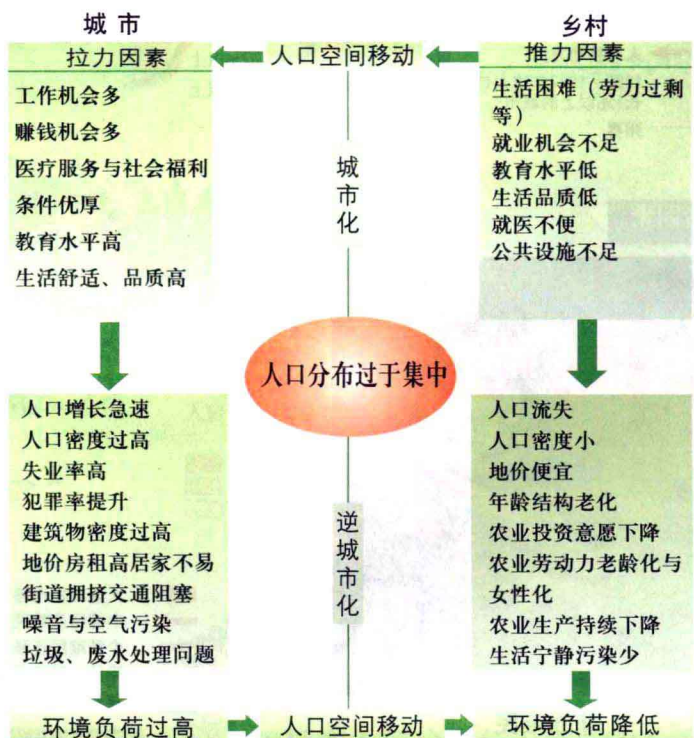 城市
乡村
拉力因素
人口空间移动
推力因素
工作机会多
赚钱机会多
医疗服务与社会福利
条件优厚
教育水平高
生活舒适、品质高
城市化
生活困难（劳力过剩
等）
就业机会不足
教育水平低
生活品质低
就医不便
公共设施不足
人口分布过于集中
人口增长急速
人口密度过高
失业率高
犯罪率提升
建筑物密度过高
地价房租高居家不易
街道拥挤交通阻塞
噪音与空气污染
垃圾、废水处理问题
逆城市化
人口流失
人口密度小
地价便宜
年龄结构老化
农业投资意愿下降
农业劳动力老龄化与
女性化
农业生产持续下降
生活宁静污染少
环境负荷过高
人口空间移动
环境负荷降低